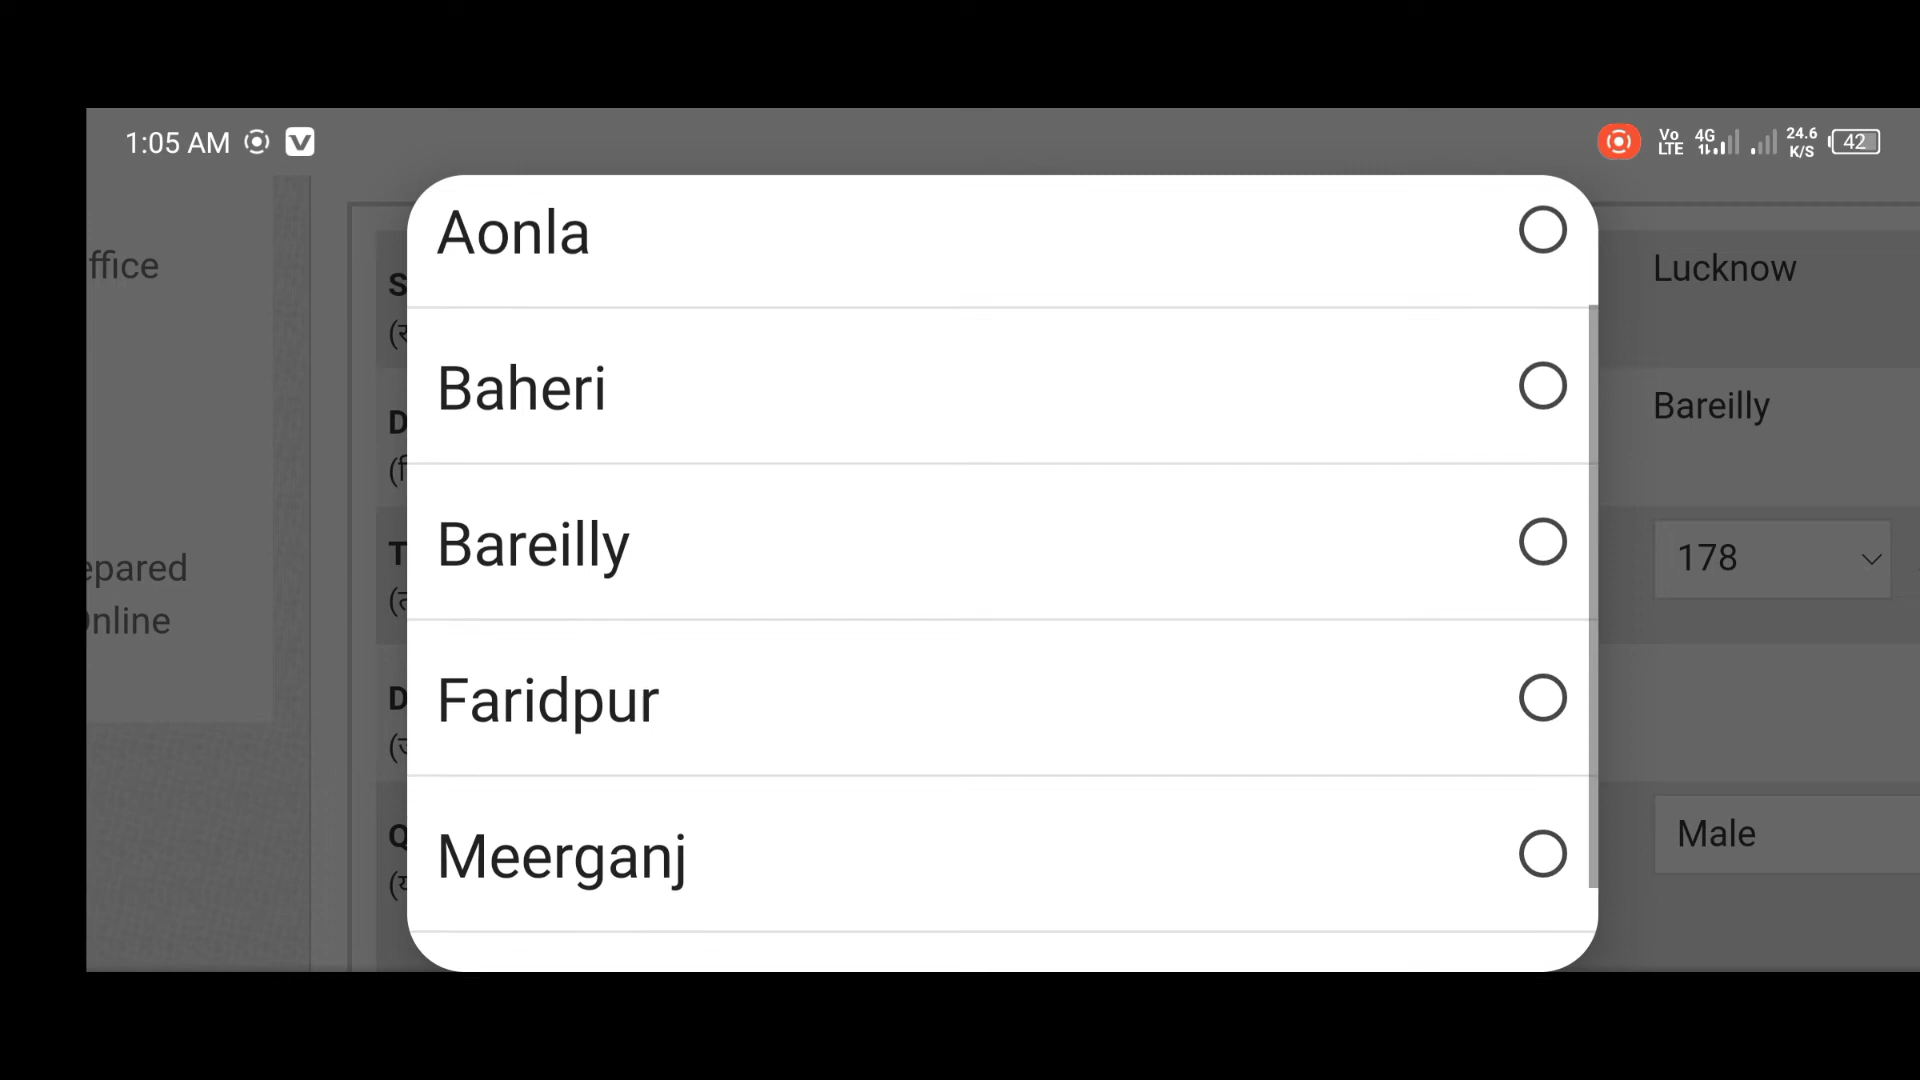 1:05 AM
Vo LTE 4G 24.6 K/S 42
Aonla
Baheri
Bareilly
Faridpur
Meerganj
Lucknow
Bareilly
178
Male
ffice
epared
nline
S
D
T
D
Q